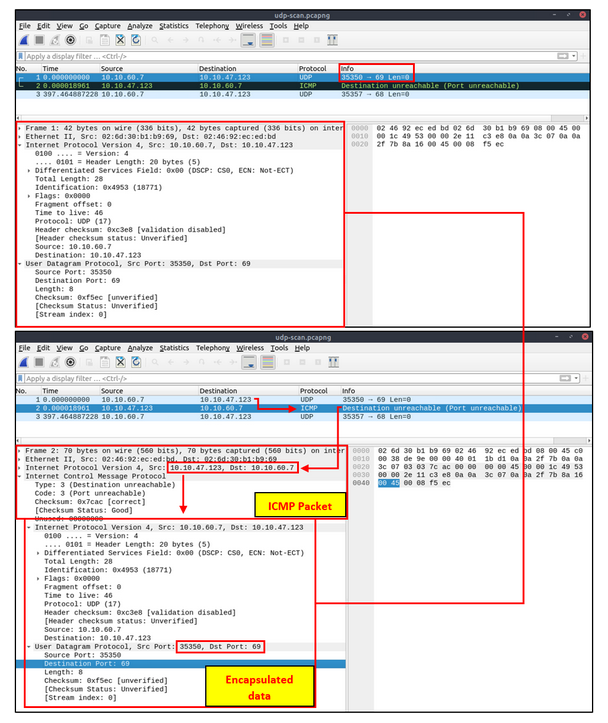 udp-scan.pcapng
File Edit View Go Capture Analyze Statistics Telephony Wireless Tools Help
Apply a display filter ... <Ctrl-/>
No. Time Source Destination Protocol Info
1 0.000000000 10.10.60.7 10.10.47.123 UDP 35350 → 69 Len=0
2 0.000018961 10.10.47.123 10.10.60.7 ICMP Destination unreachable (Port unreachable)
3 397.464887228 10.10.60.7 10.10.47.123 UDP 35357 → 68 Len=0
Frame 1: 42 bytes on wire (336 bits), 42 bytes captured (336 bits) on inter
Ethernet II, Src: 02:6d:30:b1:b9:69, Dst: 02:46:92:ec:ed:bd
Internet Protocol Version 4, Src: 10.10.60.7, Dst: 10.10.47.123
0100 .... = Version: 4
.... 0101 = Header Length: 20 bytes (5)
Differentiated Services Field: 0x00 (DSCP: CS0, ECN: Not-ECT)
Total Length: 28
Identification: 0x4953 (18771)
Flags: 0x0000
Fragment offset: 0
Time to live: 46
Protocol: UDP (17)
Header checksum: 0xc3e8 [validation disabled]
[Header checksum status: Unverified]
Source: 10.10.60.7
Destination: 10.10.47.123
User Datagram Protocol, Src Port: 35350, Dst Port: 69
Source Port: 35350
Destination Port: 69
Length: 8
Checksum: 0xf5ec [unverified]
[Checksum Status: Unverified]
[Stream index: 0]
0000 02 46 92 ec ed bd 02 6d 30 b1 b9 69 08 00 45 00
0010 00 1c 49 53 00 00 2e 11 c3 e8 0a 0a 3c 07 0a 0a
0020 2f 7b 8a 16 00 45 00 08 f5 ec
udp-scan.pcapng
File Edit View Go Capture Analyze Statistics Telephony Wireless Tools Help
Apply a display filter ... <Ctrl-/>
No. Time Source Destination Protocol Info
1 0.000000000 10.10.60.7 10.10.47.123 UDP 35350 → 69 Len=0
2 0.000018961 10.10.47.123 10.10.60.7 ICMP Destination unreachable (Port unreachable)
3 397.464887228 10.10.60.7 10.10.47.123 UDP 35357 → 68 Len=0
Frame 2: 70 bytes on wire (560 bits), 70 bytes captured (560 bits) on inter
Ethernet II, Src: 02:46:92:ec:ed:bd, Dst: 02:6d:30:b1:b9:69
Internet Protocol Version 4, Src: 10.10.47.123, Dst: 10.10.60.7
Internet Control Message Protocol
Type: 3 (Destination unreachable)
Code: 3 (Port unreachable)
Checksum: 0x7cac [correct]
[Checksum Status: Good]
Unused: 00000000
ICMP Packet
Internet Protocol Version 4, Src: 10.10.60.7, Dst: 10.10.47.123
0100 .... = Version: 4
.... 0101 = Header Length: 20 bytes (5)
Differentiated Services Field: 0x00 (DSCP: CS0, ECN: Not-ECT)
Total Length: 28
Identification: 0x4953 (18771)
Flags: 0x0000
Fragment offset: 0
Time to live: 46
Protocol: UDP (17)
Header checksum: 0xc3e8 [validation disabled]
[Header checksum status: Unverified]
Source: 10.10.60.7
Destination: 10.10.47.123
User Datagram Protocol, Src Port: 35350, Dst Port: 69
Source Port: 35350
Destination Port: 69
Length: 8
Checksum: 0xf5ec [unverified]
[Checksum Status: Unverified]
[Stream index: 0]
Encapsulated
data
0000 02 6d 30 b1 b9 69 02 46 92 ec ed bd 08 00 45 c0
0010 00 38 de 9e 00 00 40 01 1b d1 0a 0a 2f 7b 0a 0a
0020 3c 07 03 03 7c ac 00 00 00 00 45 00 00 1c 49 53
0030 00 00 2e 11 c3 e8 0a 0a 3c 07 0a 0a 2f 7b 8a 16
0040 00 45 00 08 f5 ec